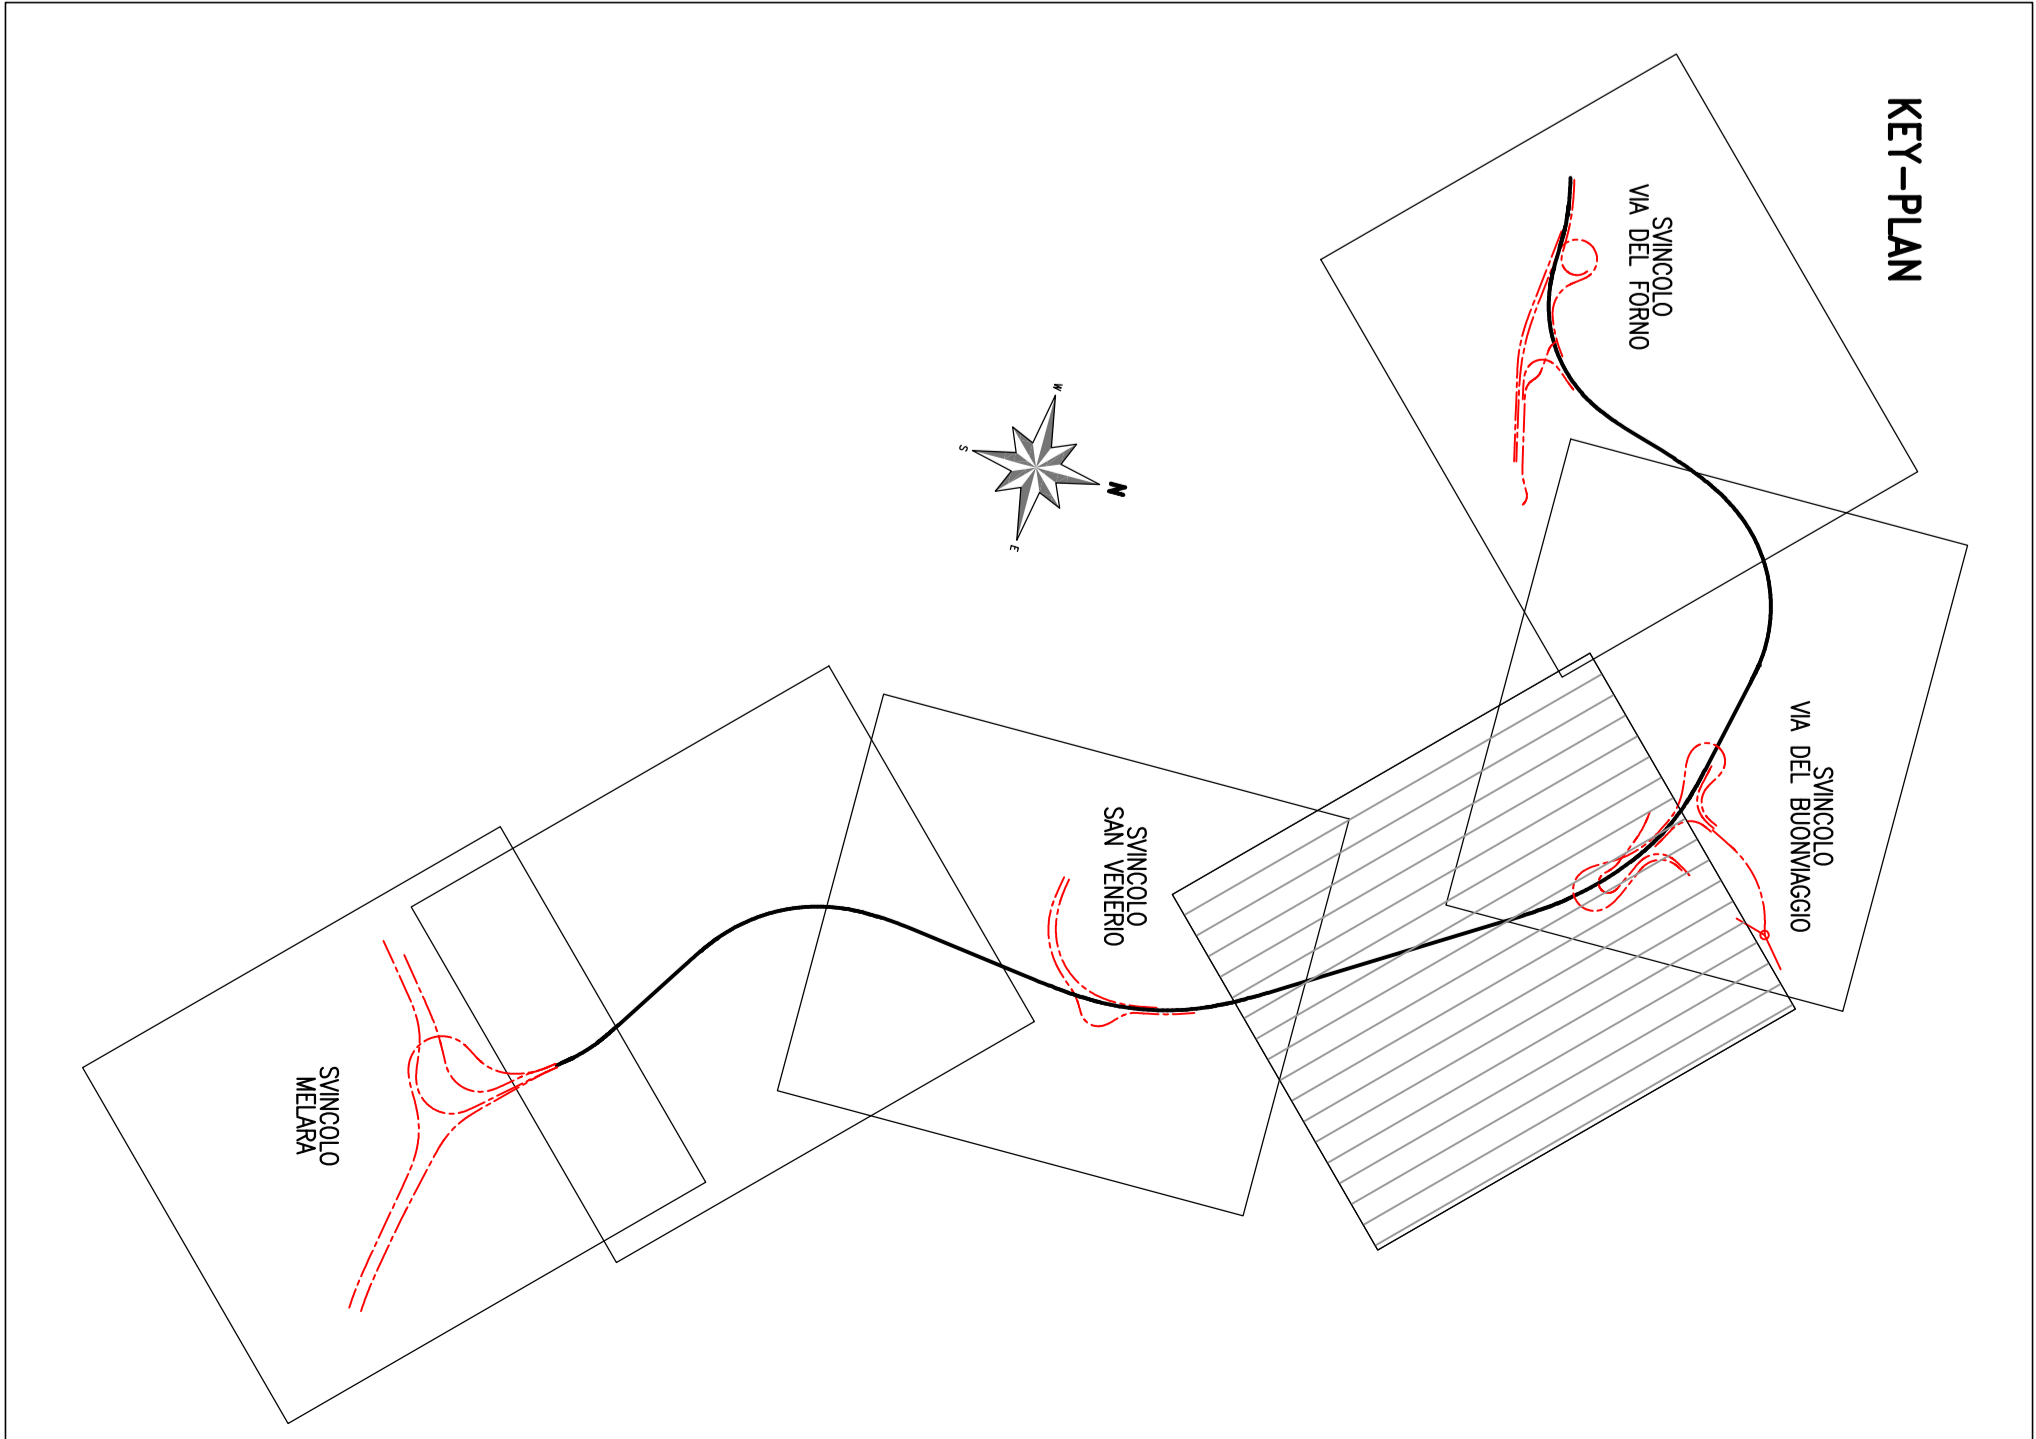 KEY-PLAN
SVINCOLO
VIA DEL FORNO
SVINCOLO
VIA DEL BUONVIAGGIO
SVINCOLO
SAN VENERIO
SVINCOLO
MELARA
N
W
S
E